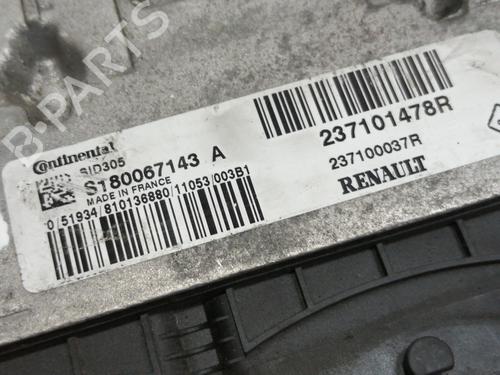 Continental
SID305
S180067143 A
MADE IN FRANCE
0/51934/810136880/11053/003B1
237101478R
237100037R
RENAULT
B-PARTS